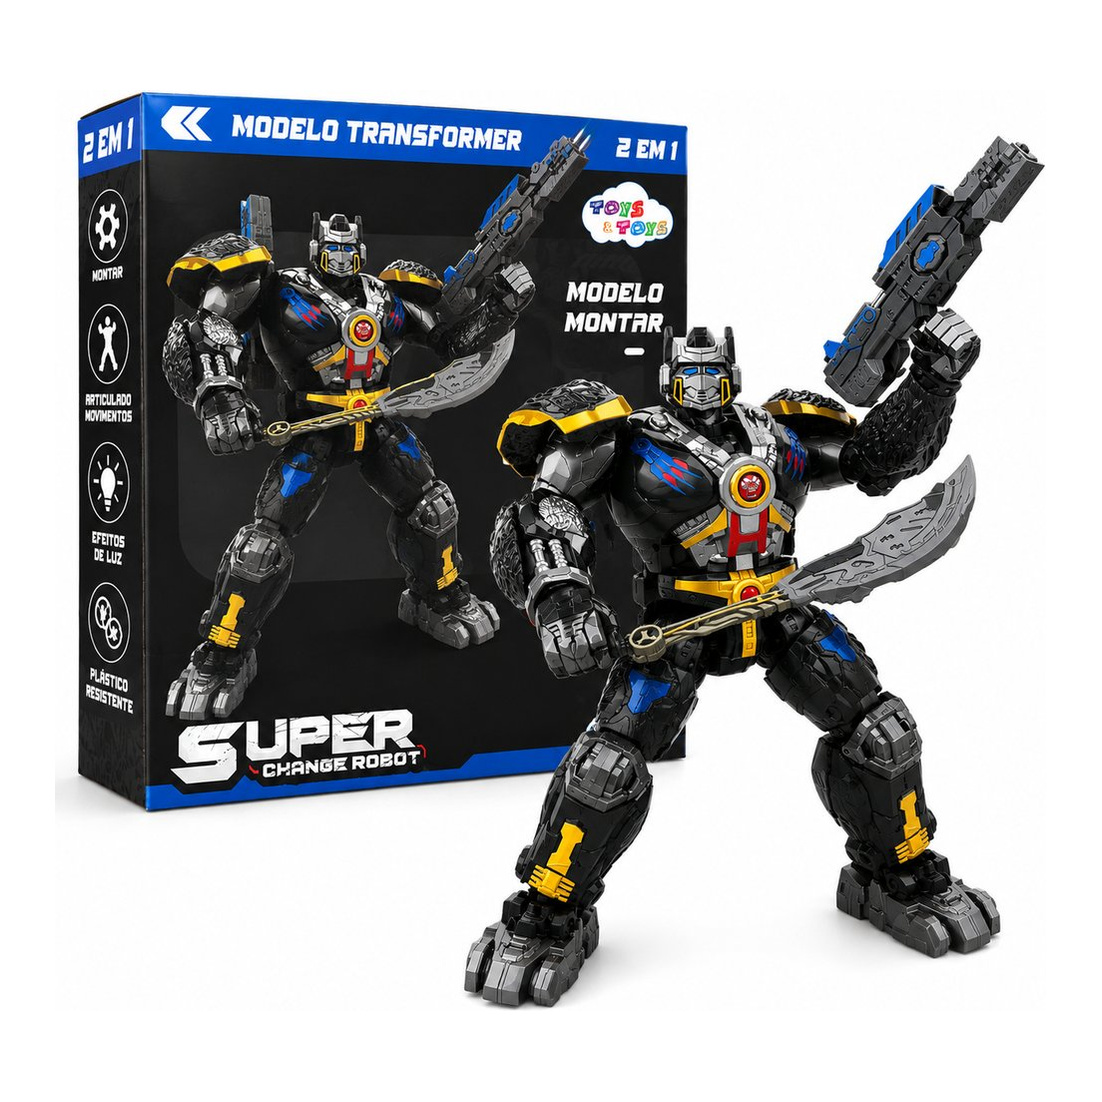 2 EM 1
MONTAR
ARTICULADO
MOVIMENTOS
EFEITOS
DE LUZ
PLÁSTICO
RESISTENTE
MODELO TRANSFORMER
2 EM 1
TOYS
& TOYS
MODELO
MONTAR
SUPER
CHANGE ROBOT